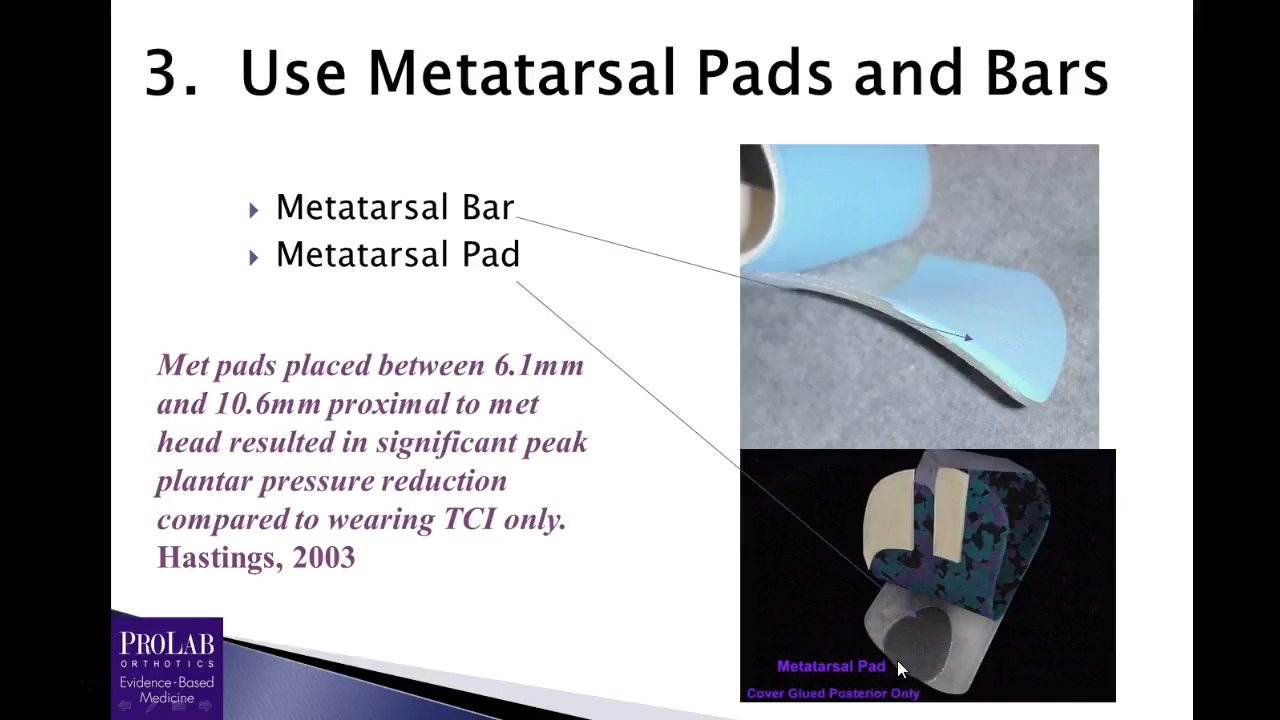 3. Use Metatarsal Pads and Bars
Metatarsal Bar
Metatarsal Pad
Met pads placed between 6.1mm
and 10.6mm proximal to met
head resulted in significant peak
plantar pressure reduction
compared to wearing TCI only.
Hastings, 2003
Metatarsal Pad
Cover Glued Posterior Only
PROLAB
ORTHOTICS
Evidence-Based
Medicine